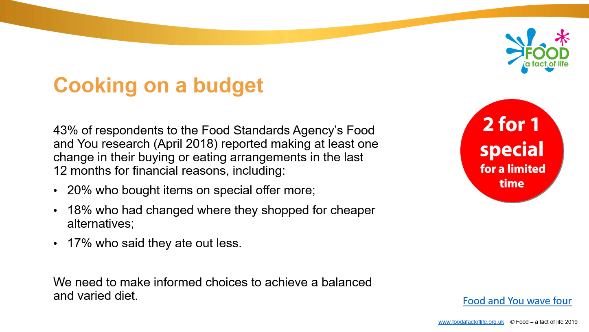 FOOD
a fact of life
Cooking on a budget
43% of respondents to the Food Standards Agency's Food
and You research (April 2018) reported making at least one
change in their buying or eating arrangements in the last
12 months for financial reasons, including:
• 20% who bought items on special offer more;
• 18% who had changed where they shopped for cheaper
alternatives;
• 17% who said they ate out less.
We need to make informed choices to achieve a balanced
and varied diet.
2 for 1
special
for a limited
time
Food and You wave four
www.foodafactoflife.org.uk © Food – a fact of life 2019